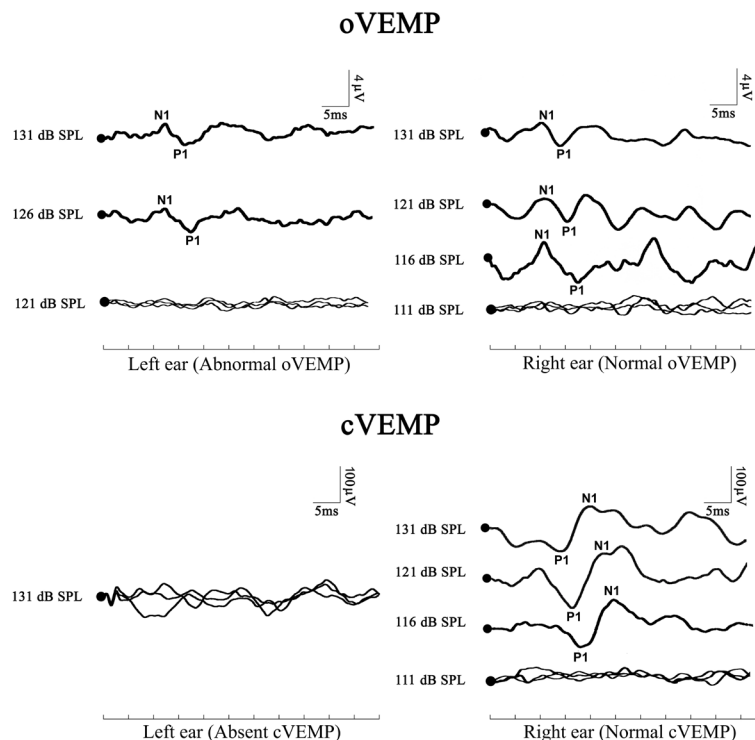 oVEMP
4 µV
5ms
N1
131 dB SPL
P1
N1
126 dB SPL
P1
121 dB SPL
Left ear (Abnormal oVEMP)
4 µV
5ms
N1
131 dB SPL
P1
N1
121 dB SPL
P1
N1
116 dB SPL
P1
111 dB SPL
Right ear (Normal oVEMP)
cVEMP
100µV
5ms
131 dB SPL
Left ear (Absent cVEMP)
100µV
5ms
N1
131 dB SPL
P1
N1
121 dB SPL
P1
N1
116 dB SPL
P1
111 dB SPL
Right ear (Normal cVEMP)